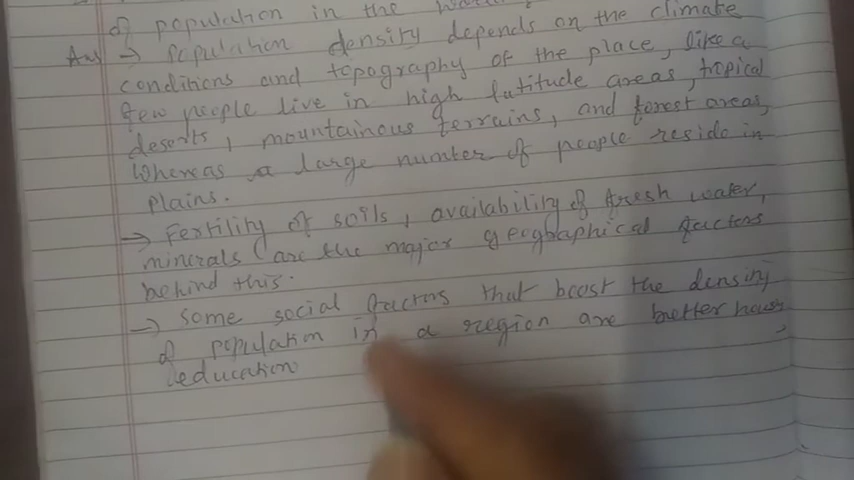 of population in the
Ans → Population density depends on the climate
conditions and topography of the place, like a
few people live in high latitude areas, tropical
deserts, mountainous terrains, and forest areas,
Whereas a large number of people reside in
plains.
→ Fertility of soils, availability of fresh water,
minerals are the major geographical factors
behind this.
→ Some social factors that boost the density
of population in a region are better hous
education